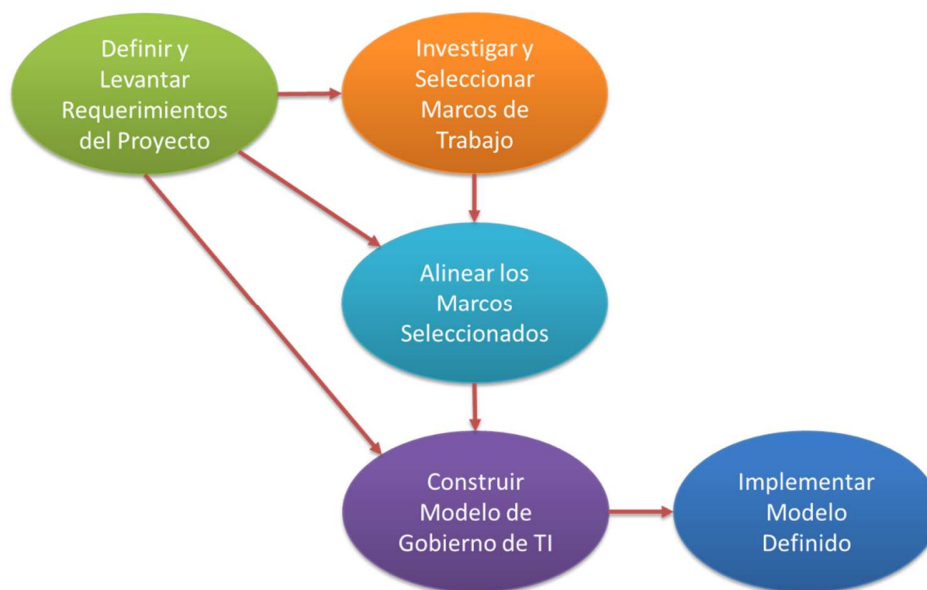 Definir y
Levantar
Requerimientos
del Proyecto
Investigar y
Seleccionar
Marcos de
Trabajo
Alinear los
Marcos
Seleccionados
Construir
Modelo de
Gobierno de TI
Implementar
Modelo
Definido